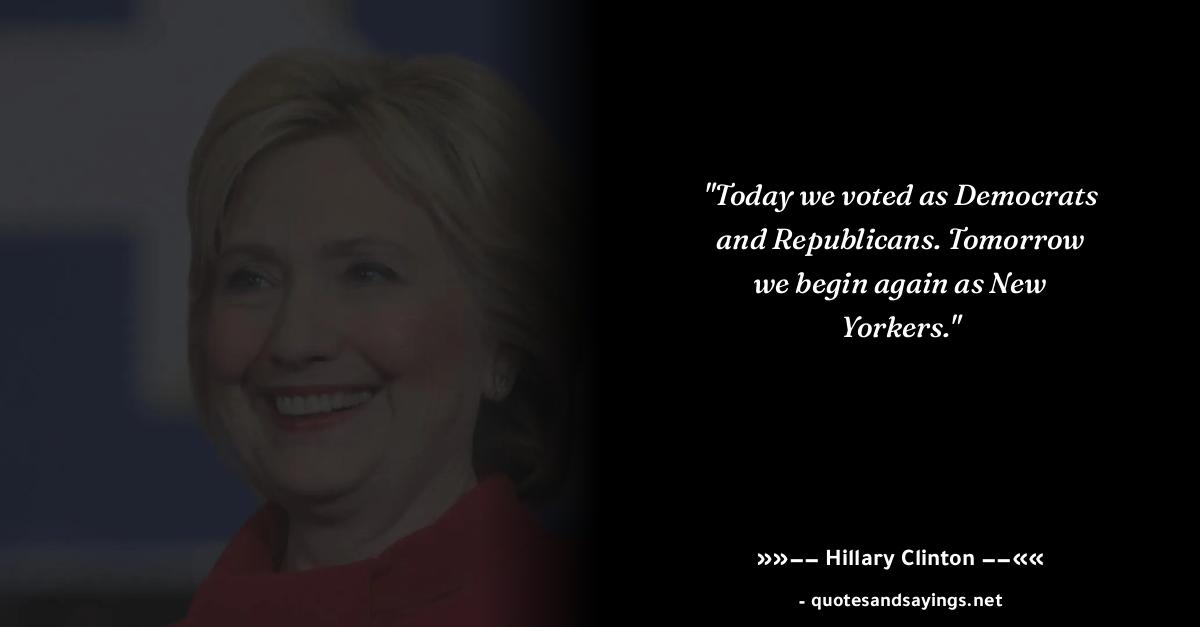 "Today we voted as Democrats
and Republicans. Tomorrow
we begin again as New
Yorkers."
»»—— Hillary Clinton ——««
- quotesandsayings.net